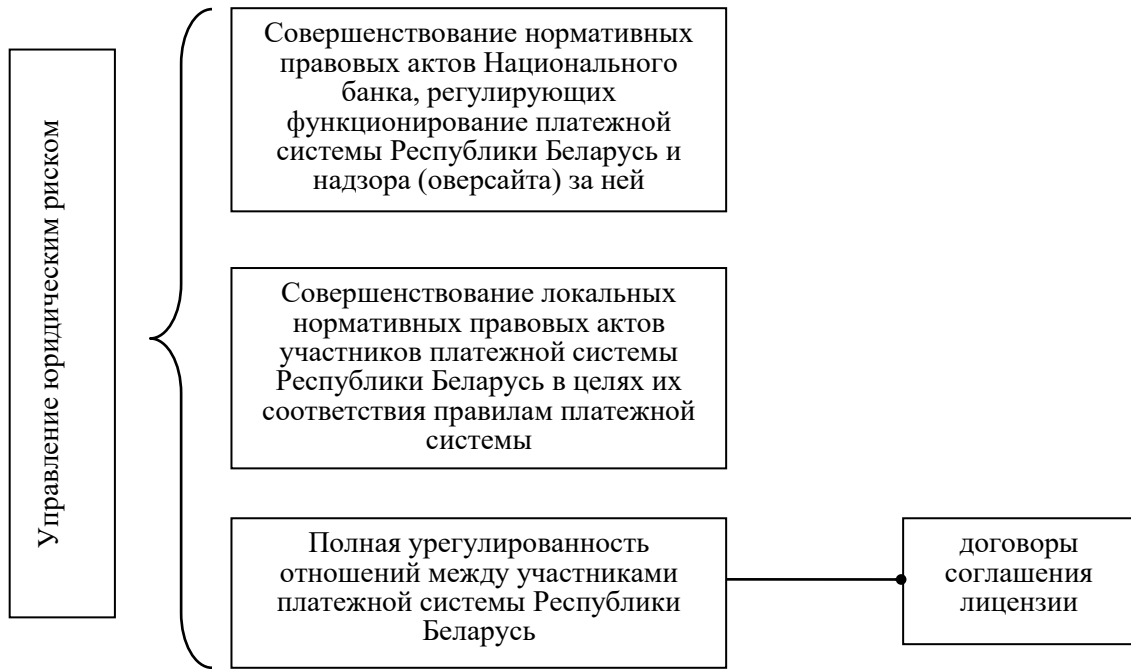 Управление юридическим риском
Совершенствование нормативных
правовых актов Национального
банка, регулирующих
функционирование платежной
системы Республики Беларусь и
надзора (оверсайта) за ней
Совершенствование локальных
нормативных правовых актов
участников платежной системы
Республики Беларусь в целях их
соответствия правилам платежной
системы
Полная урегулированность
отношений между участниками
платежной системы Республики
Беларусь
договоры
соглашения
лицензии